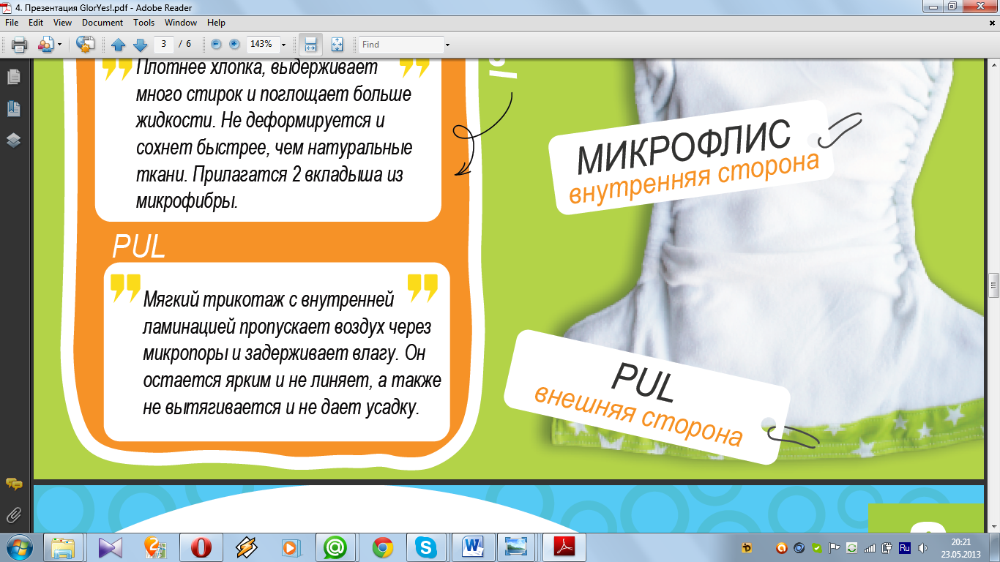 4. Презентация GlorYes!.pdf - Adobe Reader
File Edit View Document Tools Window Help
3 / 6 143% Find
Плотнее хлопка, выдерживает
много стирок и поглощает больше
жидкости. Не деформируется и
сохнет быстрее, чем натуральные
ткани. Прилагатся 2 вкладыша из
микрофибры.
PUL
Мягкий трикотаж с внутренней
ламинацией пропускает воздух через
микропоры и задерживает влагу. Он
остается ярким и не линяет, а также
не вытягивается и не дает усадку.
МИКРОФЛИС
внутренняя сторона
PUL
внешняя сторона
Ru
20:21
23.05.2013